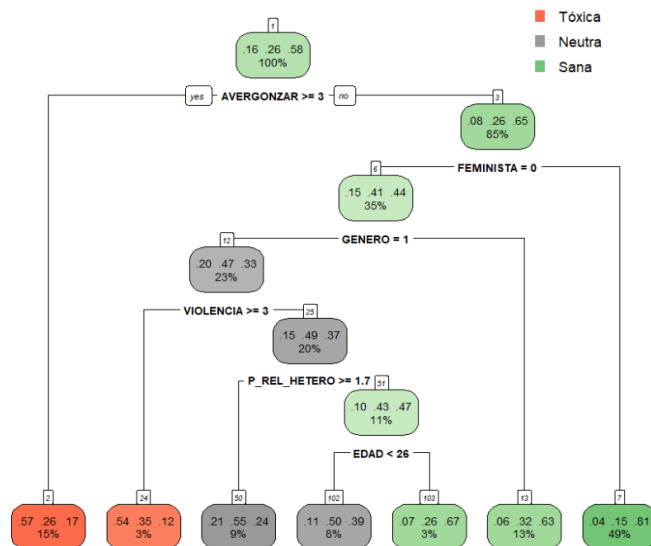 Tóxica
Neutra
Sana
1
.16 .26 .58
100%
yes AVERGONZAR >= 3 no
3
.08 .26 .65
85%
FEMINISTA = 0
6
.15 .41 .44
35%
GENERO = 1
12
.20 .47 .33
23%
VIOLENCIA >= 3
25
.15 .49 .37
20%
P_REL_HETERO >= 1.7
51
.10 .43 .47
11%
EDAD < 26
2
.57 .26 .17
15%
24
.54 .35 .12
3%
50
.21 .55 .24
9%
102
.11 .50 .39
8%
103
.07 .26 .67
3%
13
.06 .32 .63
13%
7
.04 .15 .81
49%